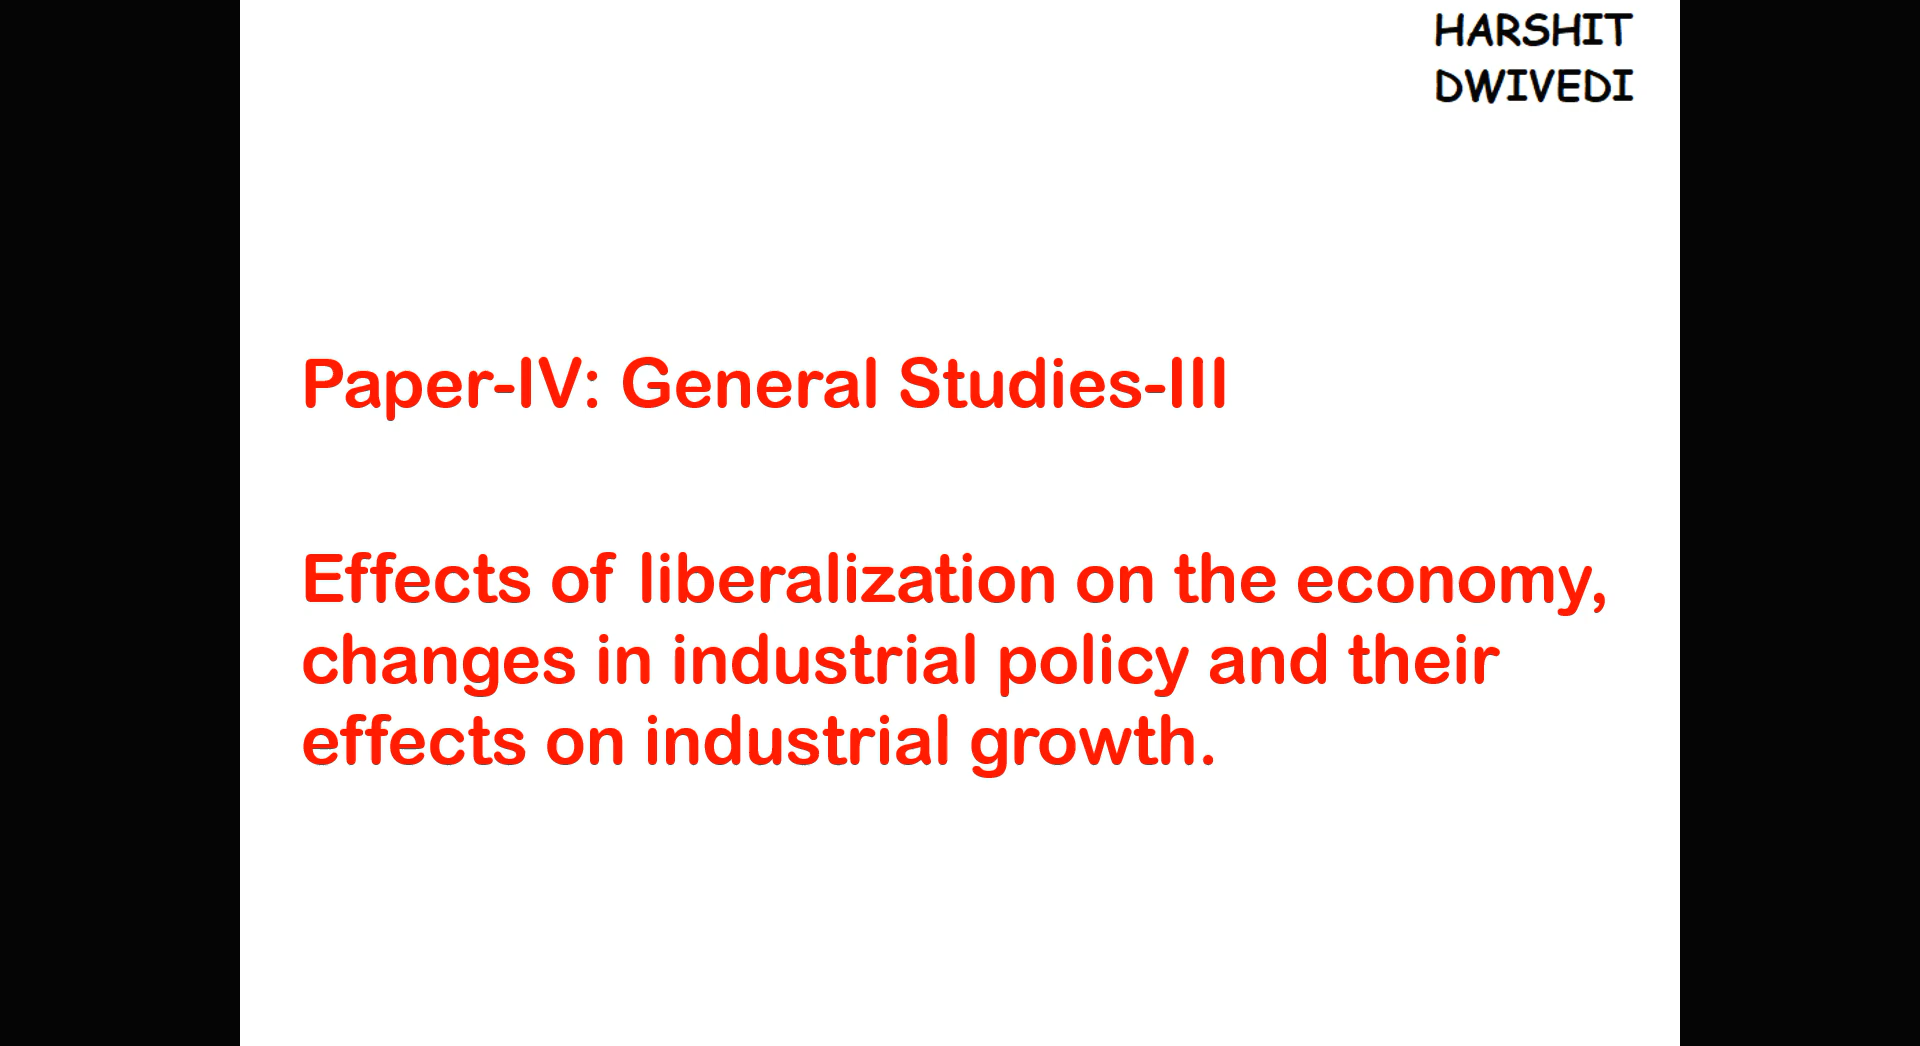 HARSHIT
DWIVEDI
Paper-IV: General Studies-III
Effects of liberalization on the economy,
changes in industrial policy and their
effects on industrial growth.